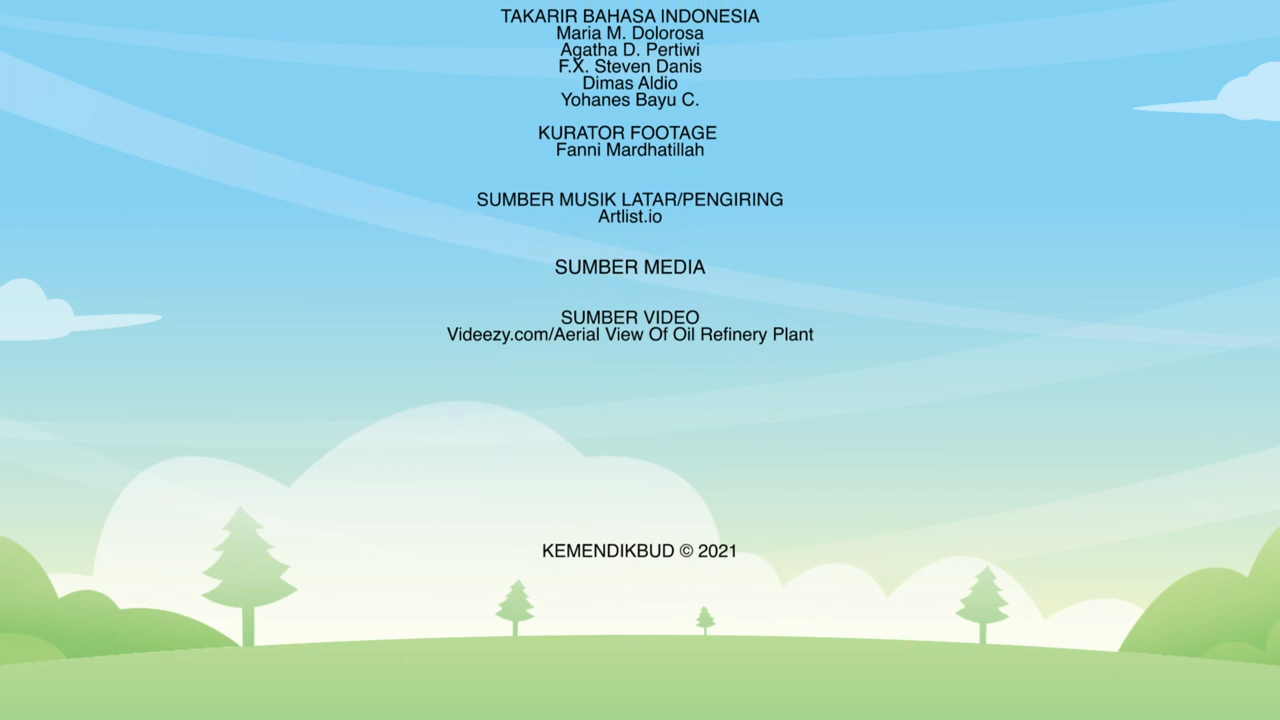 TAKARIR BAHASA INDONESIA
Maria M. Dolorosa
Agatha D. Pertiwi
F.X. Steven Danis
Dimas Aldio
Yohanes Bayu C.
KURATOR FOOTAGE
Fanni Mardhatillah
SUMBER MUSIK LATAR/PENGIRING
Artlist.io
SUMBER MEDIA
SUMBER VIDEO
Videezy.com/Aerial View Of Oil Refinery Plant
KEMENDIKBUD © 2021